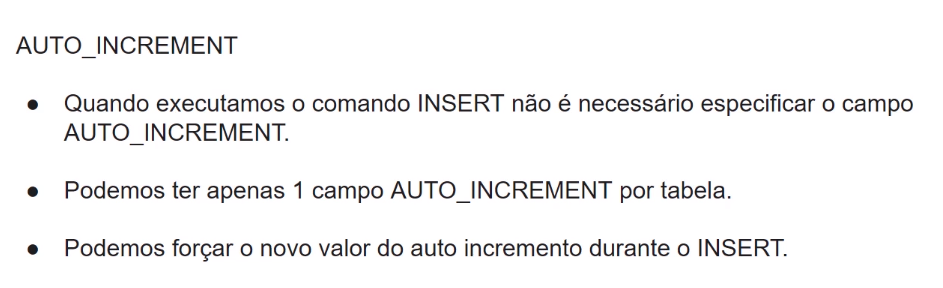 AUTO_INCREMENT
● Quando executamos o comando INSERT não é necessário especificar o campo
AUTO_INCREMENT.
● Podemos ter apenas 1 campo AUTO_INCREMENT por tabela.
● Podemos forçar o novo valor do auto incremento durante o INSERT.